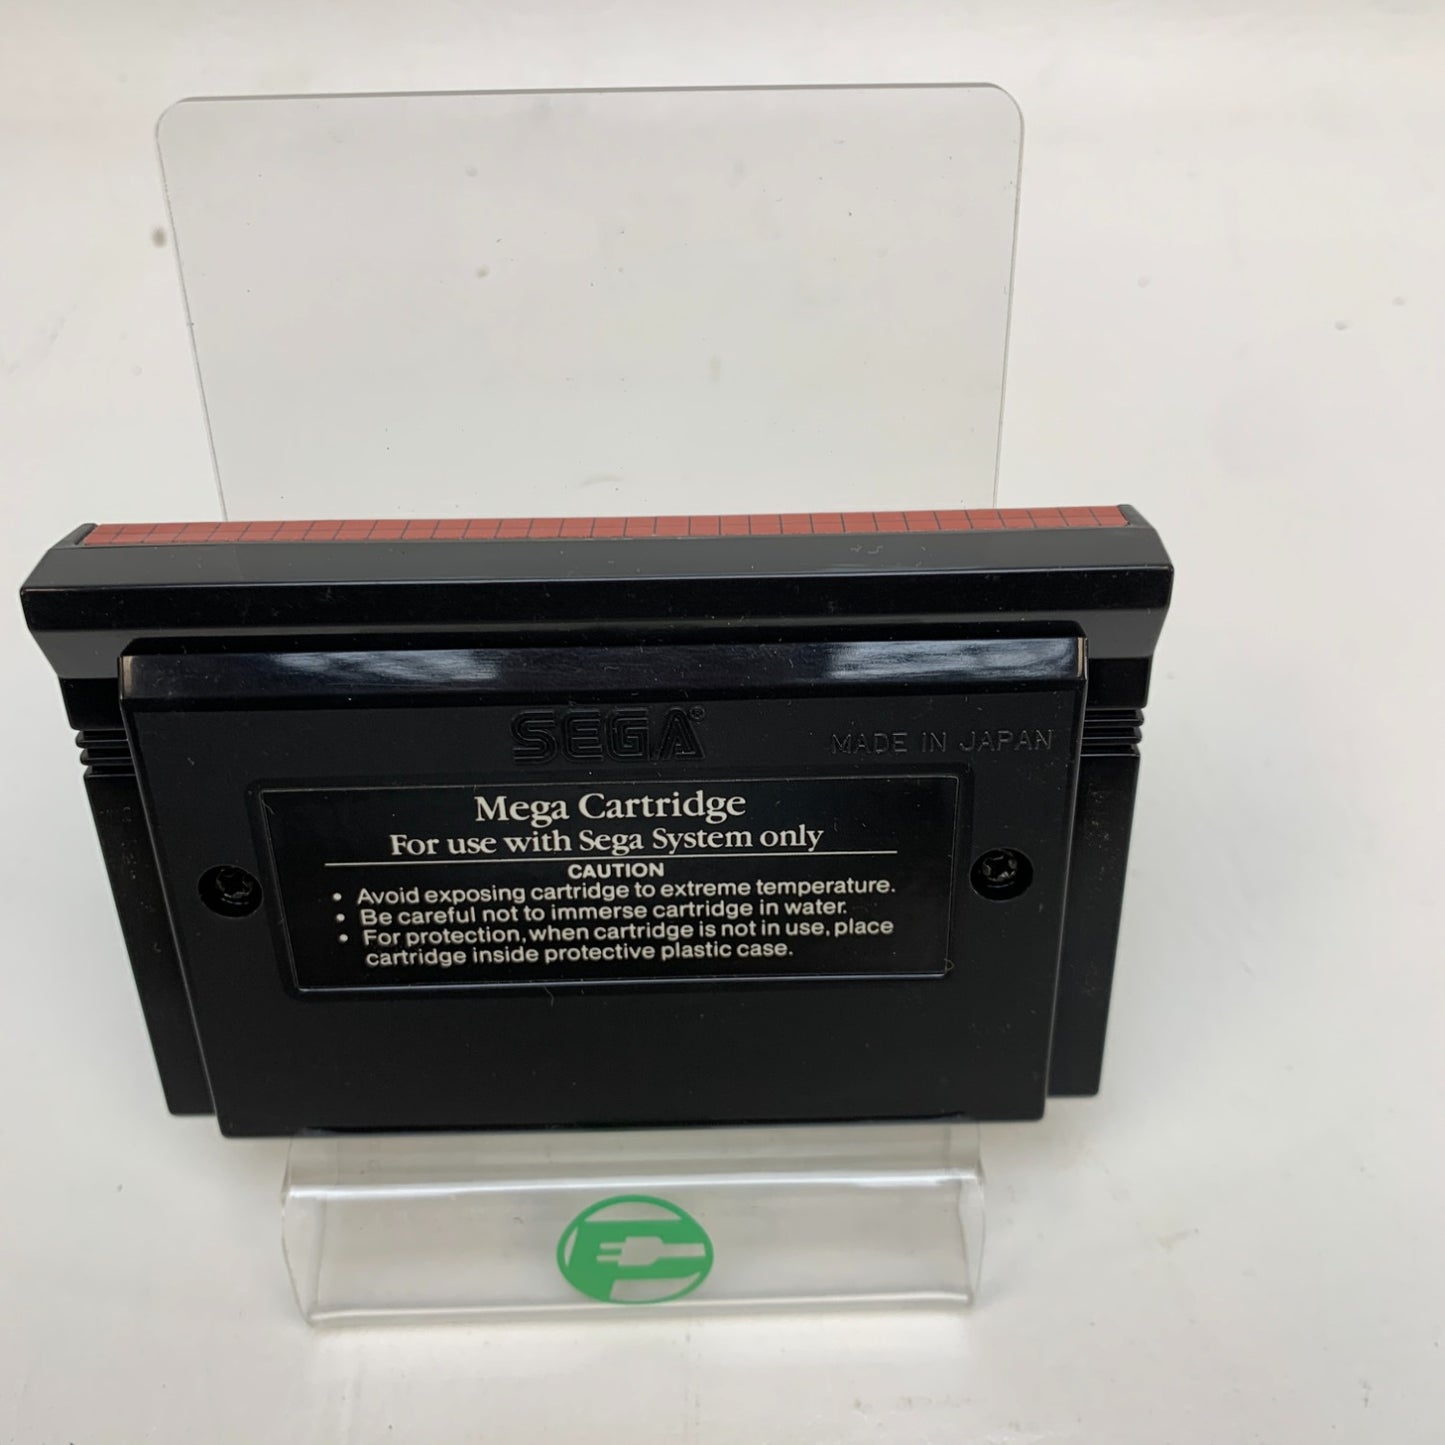 SEGA®
MADE IN JAPAN
Mega Cartridge
For use with Sega System only
CAUTION
• Avoid exposing cartridge to extreme temperature.
• Be careful not to immerse cartridge in water.
• For protection, when cartridge is not in use, place
cartridge inside protective plastic case.